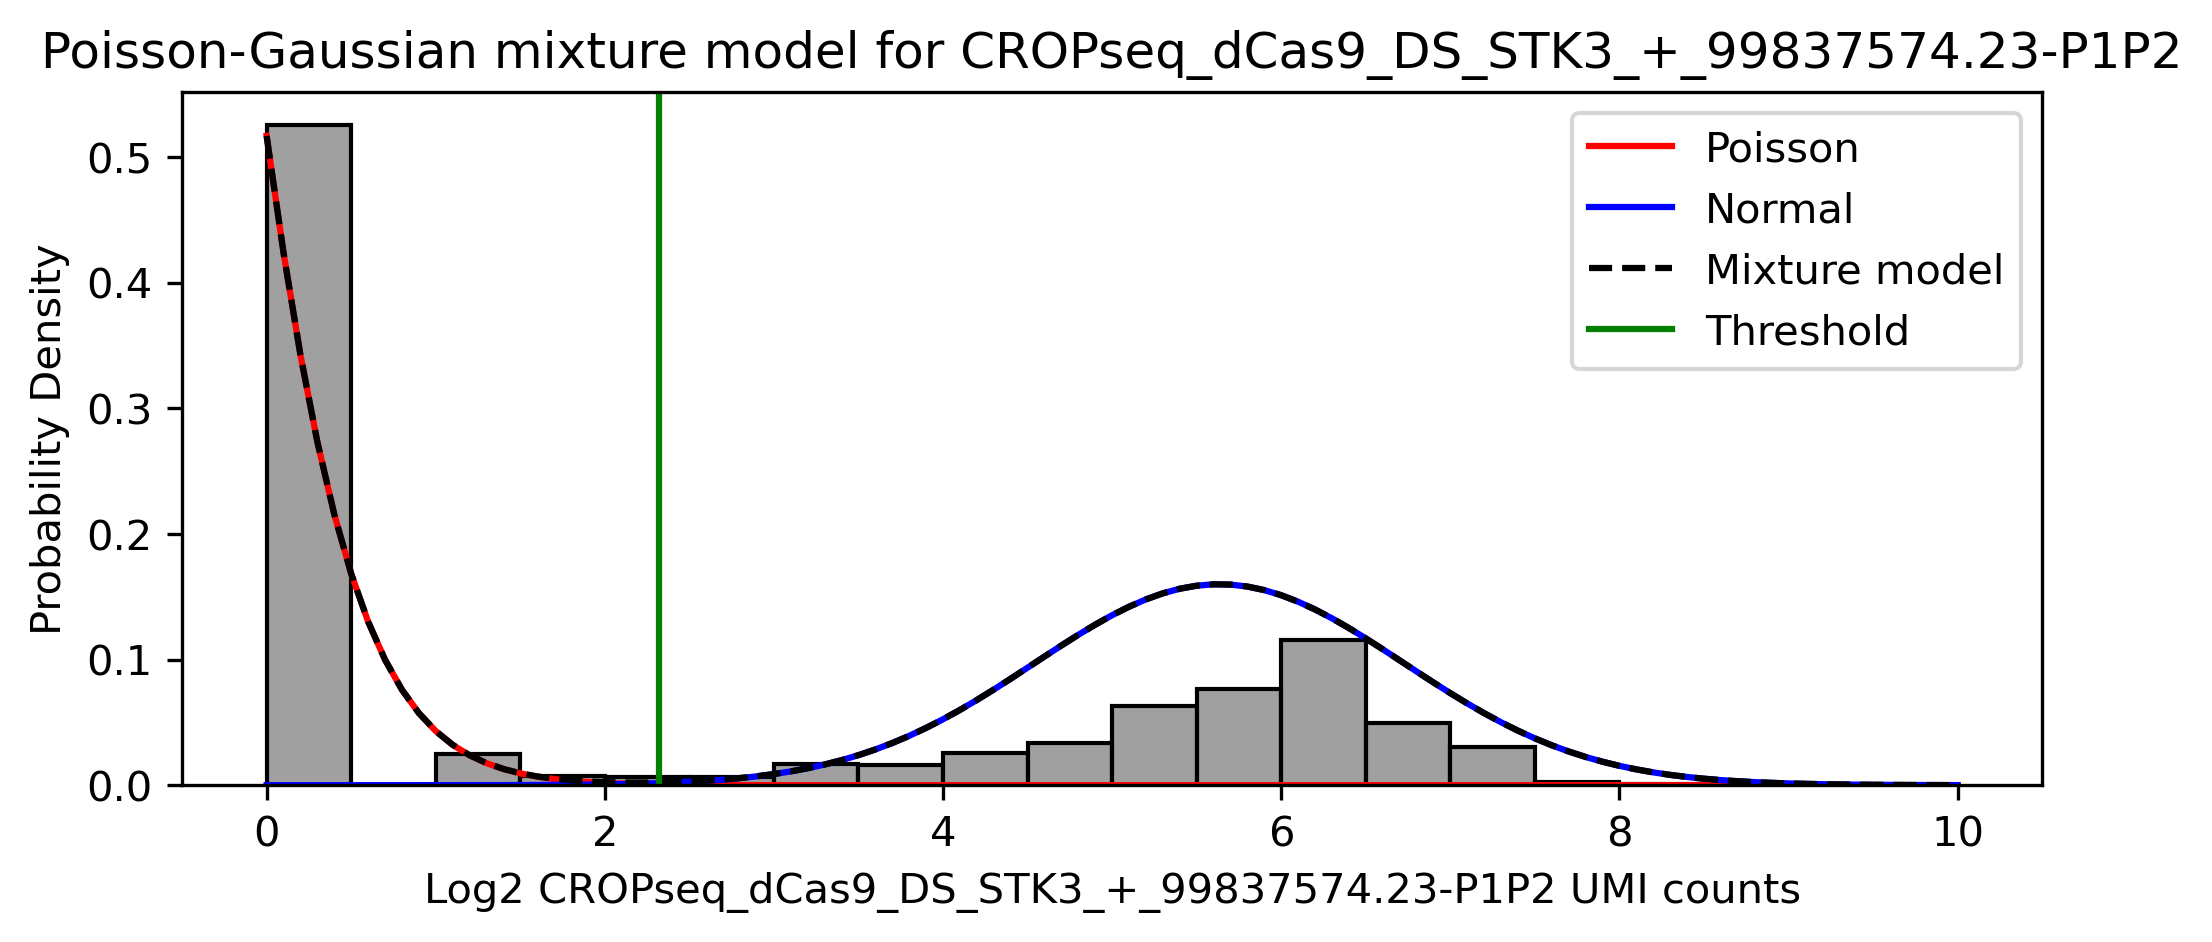 Poisson-Gaussian mixture model for CROPseq_dCas9_DS_STK3_+_99837574.23-P1P2
Probability Density
0.5
0.4
0.3
0.2
0.1
0.0
Poisson
Normal
Mixture model
Threshold
0 2 4 6 8 10
Log2 CROPseq_dCas9_DS_STK3_+_99837574.23-P1P2 UMI counts